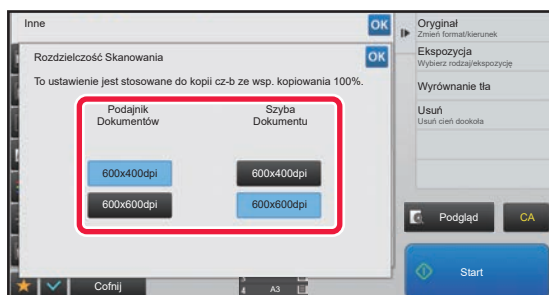 Inne
OK
Rozdzielczość Skanowania
OK
To ustawienie jest stosowane do kopii cz-b ze wsp. kopiowania 100%.
Podajnik
Dokumentów
Szyba
Dokumentu
600x400dpi
600x400dpi
600x600dpi
600x600dpi
Cofnij
3
4
A3
Oryginał
Zmień format/kierunek
Ekspozycja
Wybierz rodzaj/ekspozycję
Wyrównanie tła
Usuń
Usuń cień dookoła
Podgląd
CA
Start